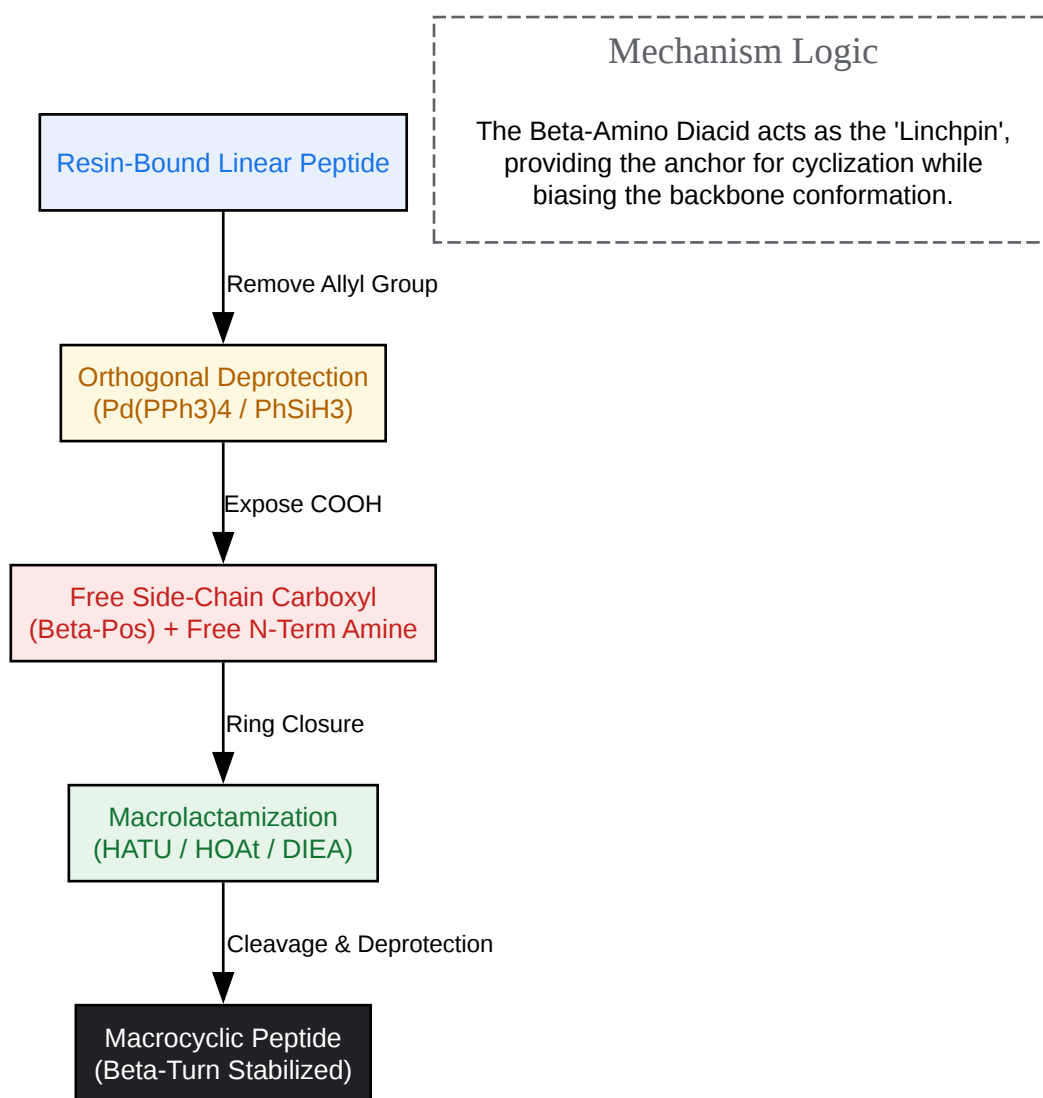 Mechanism Logic
The Beta-Amino Diacid acts as the 'Linchpin',
providing the anchor for cyclization while
biasing the backbone conformation.
Resin-Bound Linear Peptide
Remove Allyl Group
Orthogonal Deprotection
(Pd(PPh3)4 / PhSiH3)
Expose COOH
Free Side-Chain Carboxyl
(Beta-Pos) + Free N-Term Amine
Ring Closure
Macrolactamization
(HATU / HOAt / DIEA)
Cleavage & Deprotection
Macrocyclic Peptide
(Beta-Turn Stabilized)